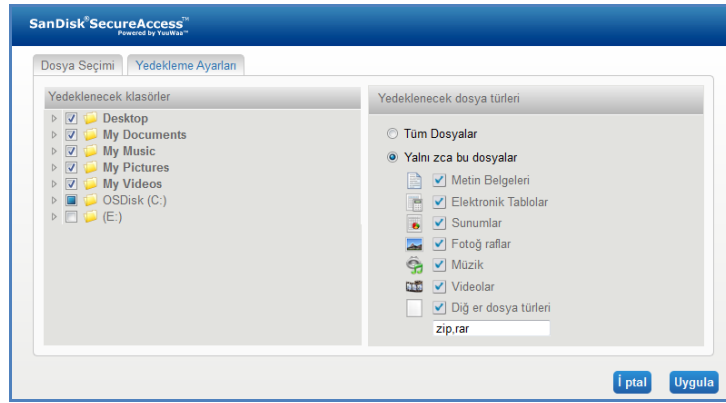 SanDisk®SecureAccess™
Powered by YuuWaa™
Dosya Seçimi
Yedekleme Ayarları
Yedeklenecek klasörler
Desktop
My Documents
My Music
My Pictures
My Videos
OSDisk (C:)
(E:)
Yedeklenecek dosya türleri
Tüm Dosyalar
Yalnı zca bu dosyalar
Metin Belgeleri
Elektronik Tablolar
Sunumlar
Fotoğ raflar
Müzik
Videolar
Diğ er dosya türleri
zip,rar
İ ptal
Uygula